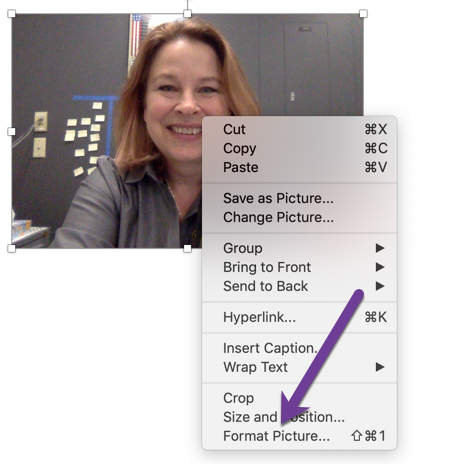 Cut ⌘X
Copy ⌘C
Paste ⌘V
Save as Picture...
Change Picture...
Group ▶
Bring to Front ▶
Send to Back ▶
Hyperlink... ⌘K
Insert Caption..
Wrap Text ▶
Crop
Size and Position...
Format Picture... ⇧⌘1